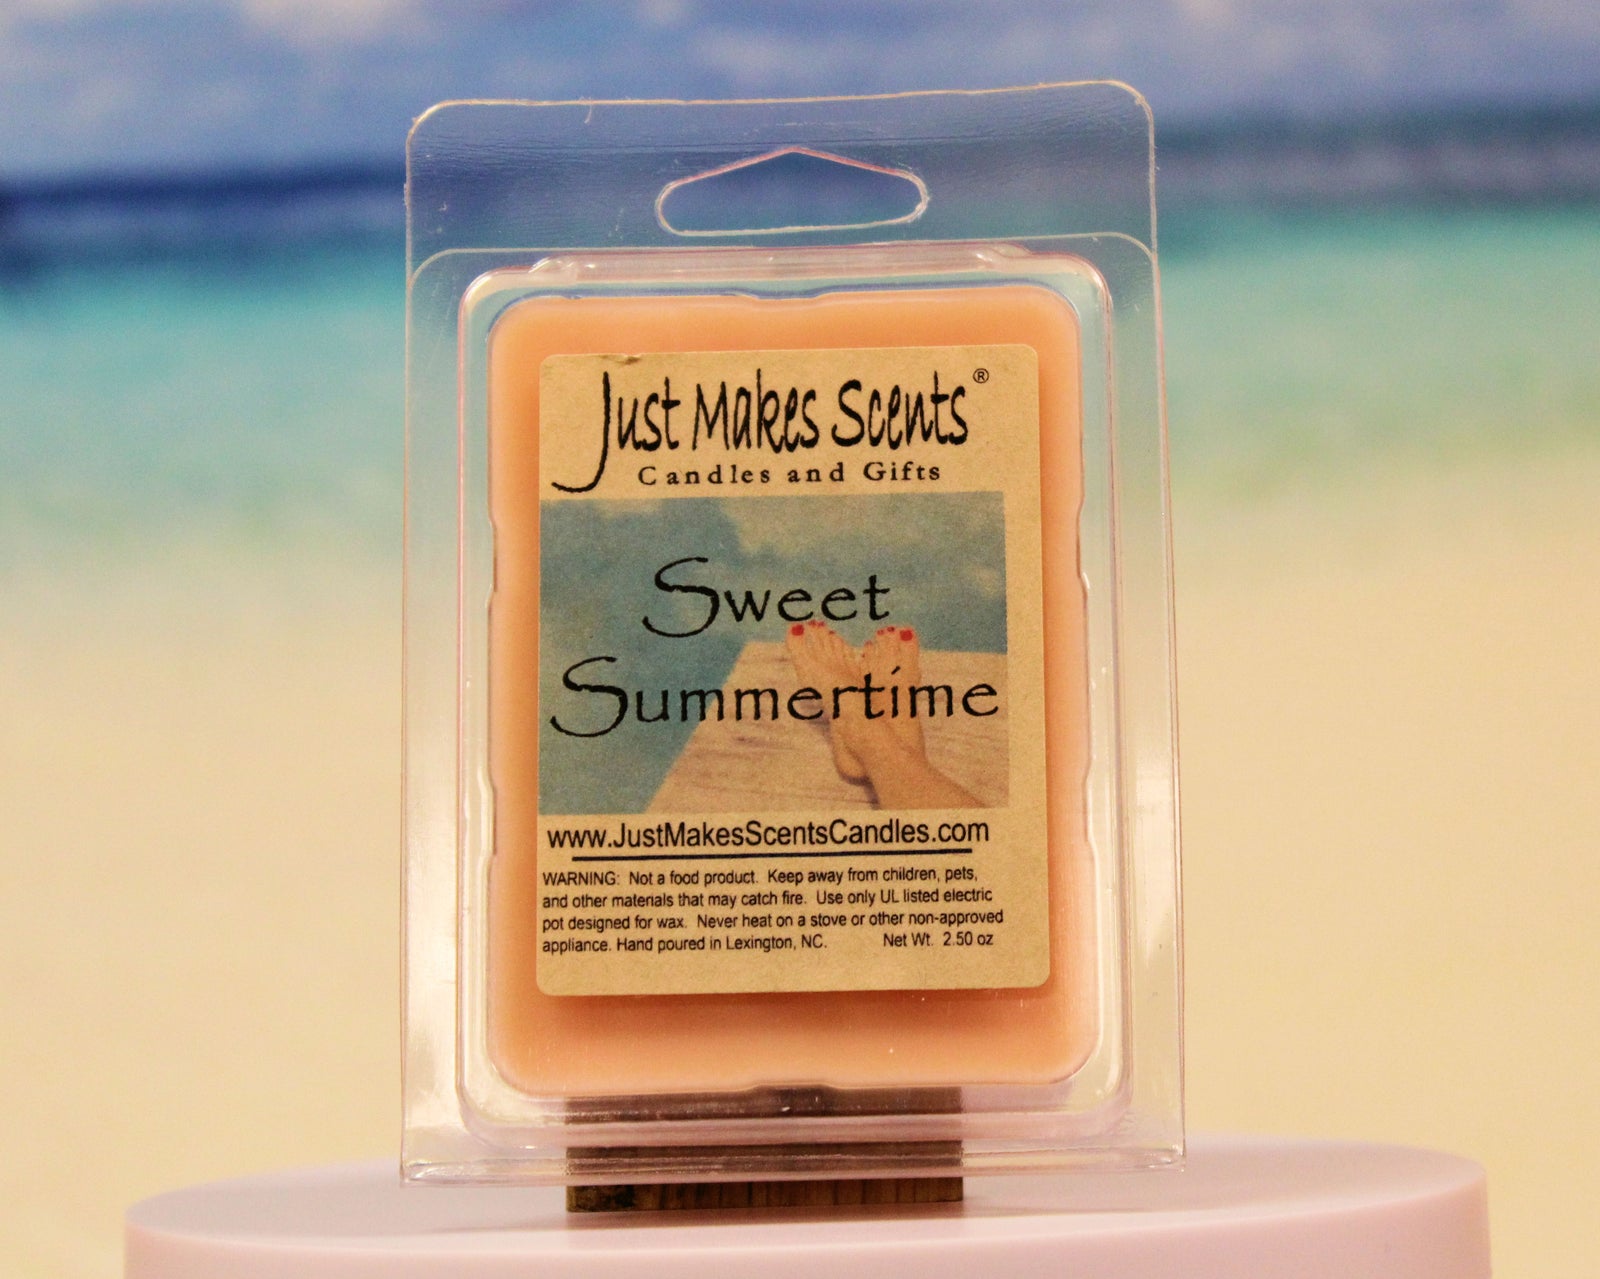 Just Makes Scents®
Candles and Gifts
Sweet
Summertime
www.JustMakesScentsCandles.com
WARNING: Not a food product. Keep away from children, pets,
and other materials that may catch fire. Use only UL listed electric
pot designed for wax. Never heat on a stove or other non-approved
appliance. Hand poured in Lexington, NC. Net Wt. 2.50 oz